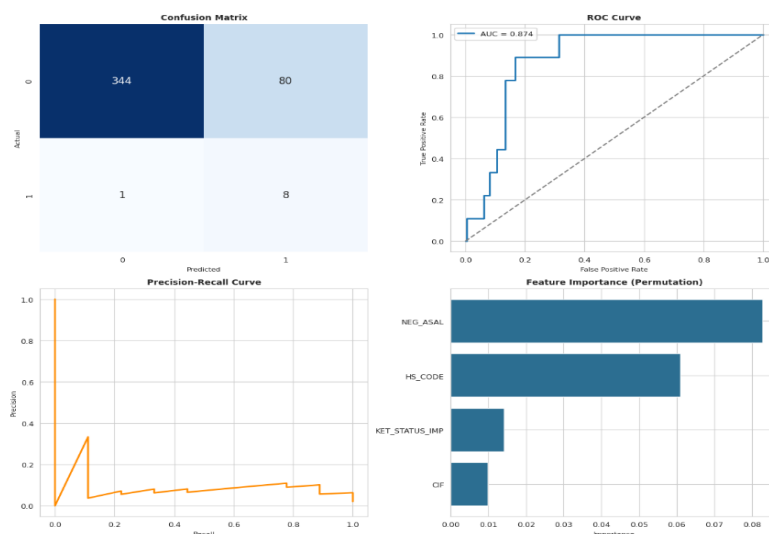 Confusion Matrix
0
344
80
Actual
1
1
8
0
1
Predicted
ROC Curve
AUC = 0.874
1.0
0.8
0.6
0.4
0.2
0.0
True Positive Rate
0.0
0.2
0.4
0.6
0.8
1.0
False Positive Rate
Precision-Recall Curve
1.0
0.8
0.6
0.4
0.2
0.0
Precision
0.0
0.2
0.4
0.6
0.8
1.0
Feature Importance (Permutation)
NEG_ASAL
HS_CODE
KET_STATUS_IMP
CIF
0.00
0.01
0.02
0.03
0.04
0.05
0.06
0.07
0.08